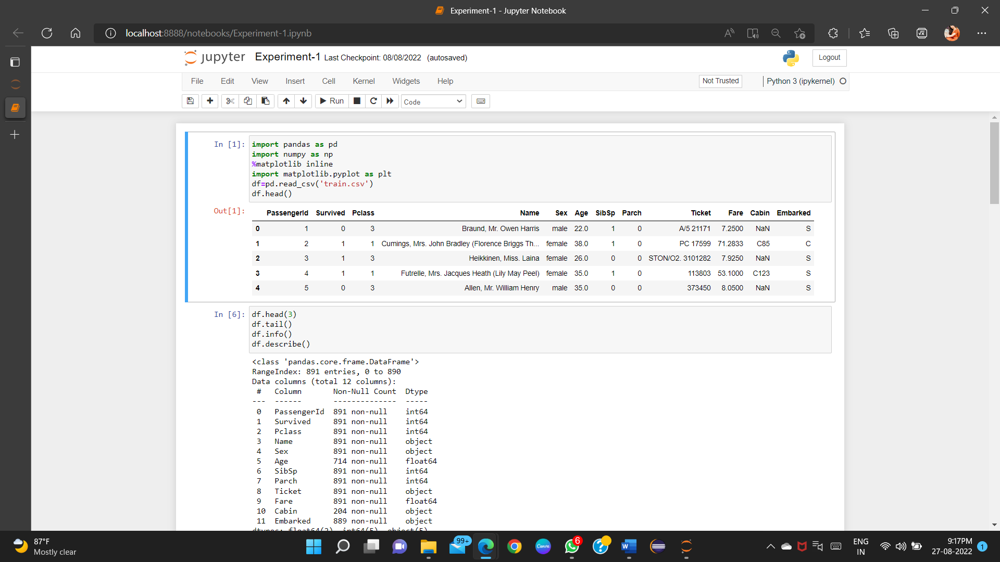 Experiment-1 - Jupyter Notebook
localhost:8888/notebooks/Experiment-1.ipynb
jupyter Experiment-1 Last Checkpoint: 08/08/2022 (autosaved)
Logout
File Edit View Insert Cell Kernel Widgets Help
Not Trusted
Python 3 (ipykernel)
Run
Code
In [1]:
import pandas as pd
import numpy as np
%matplotlib inline
import matplotlib.pyplot as plt
df=pd.read_csv('train.csv')
df.head()
Out[1]:
PassengerId Survived Pclass Name Sex Age SibSp Parch Ticket Fare Cabin Embarked
0 1 0 3 Braund, Mr. Owen Harris male 22.0 1 0 A/5 21171 7.2500 NaN S
1 2 1 1 Cumings, Mrs. John Bradley (Florence Briggs Th... female 38.0 1 0 PC 17599 71.2833 C85 C
2 3 1 3 Heikkinen, Miss. Laina female 26.0 0 0 STON/O2. 3101282 7.9250 NaN S
3 4 1 1 Futrelle, Mrs. Jacques Heath (Lily May Peel) female 35.0 1 0 113803 53.1000 C123 S
4 5 0 3 Allen, Mr. William Henry male 35.0 0 0 373450 8.0500 NaN S
In [6]:
df.head(3)
df.tail()
df.info()
df.describe()
<class 'pandas.core.frame.DataFrame'>
RangeIndex: 891 entries, 0 to 890
Data columns (total 12 columns):
# Column Non-Null Count Dtype
--- ------ -------------- -----
0 PassengerId 891 non-null int64
1 Survived 891 non-null int64
2 Pclass 891 non-null int64
3 Name 891 non-null object
4 Sex 891 non-null object
5 Age 714 non-null float64
6 SibSp 891 non-null int64
7 Parch 891 non-null int64
8 Ticket 891 non-null object
9 Fare 891 non-null float64
10 Cabin 204 non-null object
11 Embarked 889 non-null object
dtypes: float64(2), int64(5), object(5)
87°F
Mostly clear
99+
Canva
6
ENG
IN
9:17PM
27-08-2022
1